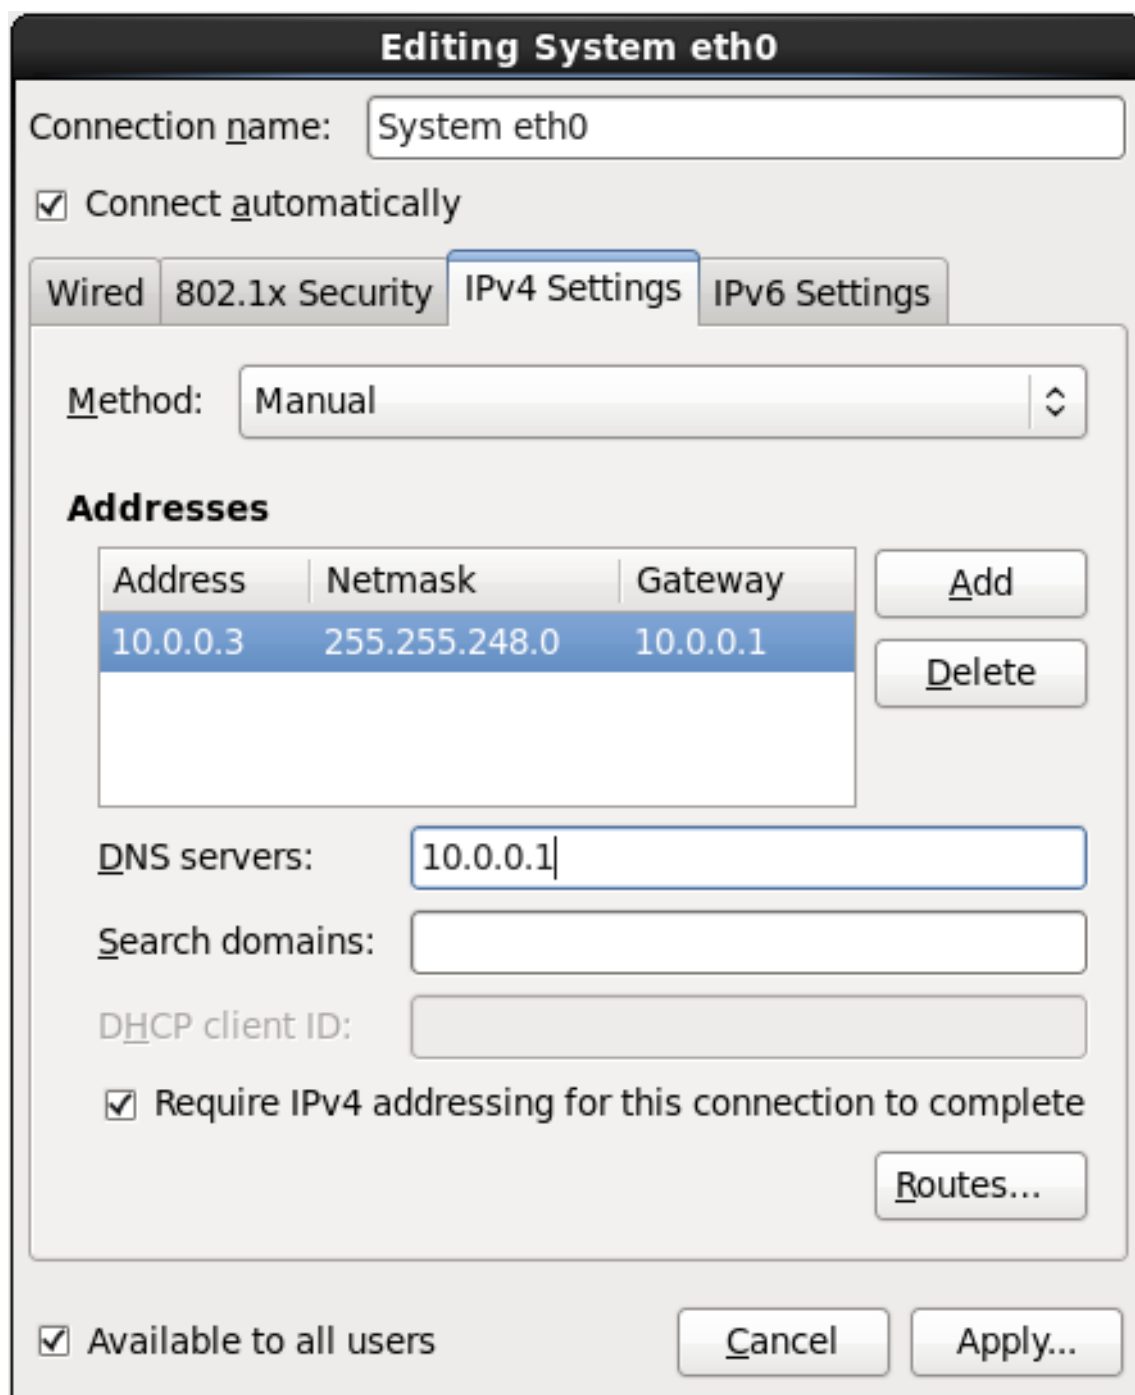 Editing System eth0
Connection name: System eth0
Connect automatically
Wired 802.1x Security IPv4 Settings IPv6 Settings
Method: Manual
Addresses
Address Netmask Gateway Add
10.0.0.3 255.255.248.0 10.0.0.1
Delete
DNS servers: 10.0.0.1
Search domains:
DHCP client ID:
Require IPv4 addressing for this connection to complete
Routes...
Available to all users Cancel Apply...